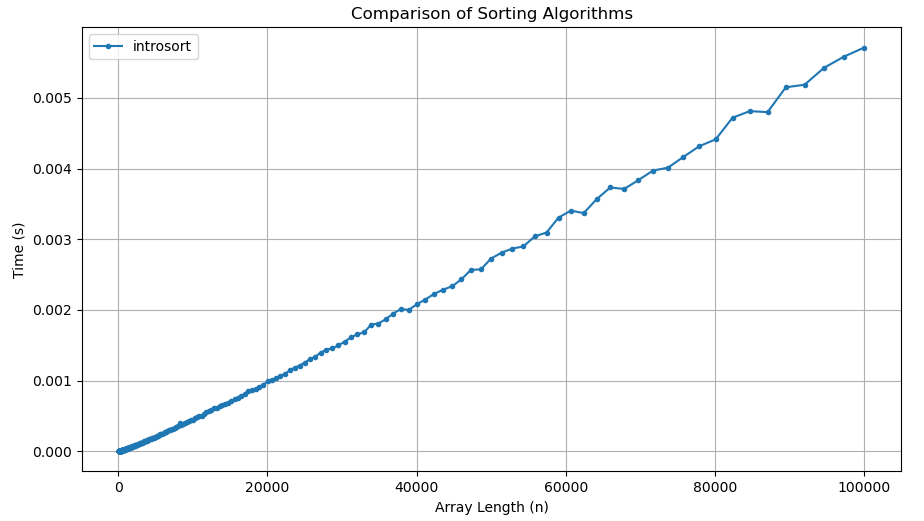 Comparison of Sorting Algorithms
introsort
0.005
0.004
0.003
0.002
0.001
0.000
Time (s)
0 20000 40000 60000 80000 100000
Array Length (n)